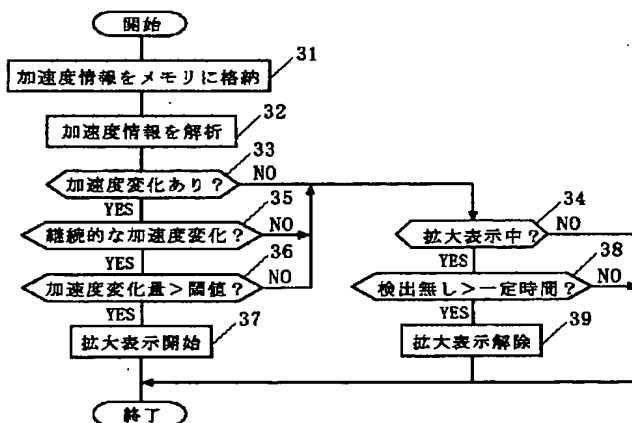 開始
加速度情報をメモリに格納
31
加速度情報を解析
32
加速度変化あり?
33
NO
YES
継続的な加速度変化?
35
NO
YES
加速度変化量>閾値?
36
NO
YES
拡大表示開始
37
拡大表示中?
34
NO
YES
検出無し>一定時間?
38
NO
YES
拡大表示解除
39
終了